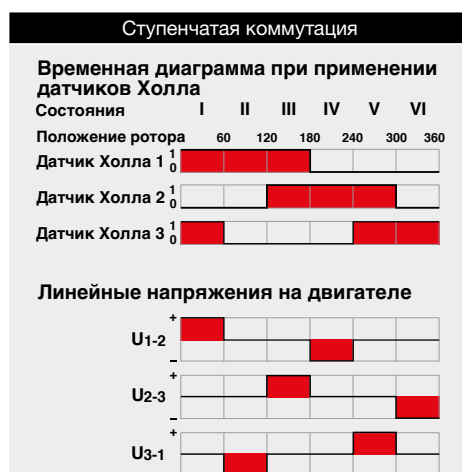 Ступенчатая коммутация
Временная диаграмма при применении
датчиков Холла
Состояния I II III IV V VI
Положение ротора 60 120 180 240 300 360
Датчик Холла 1 1 0
Датчик Холла 2 1 0
Датчик Холла 3 1 0
Линейные напряжения на двигателе
+
U1-2
–
+
U2-3
–
+
U3-1